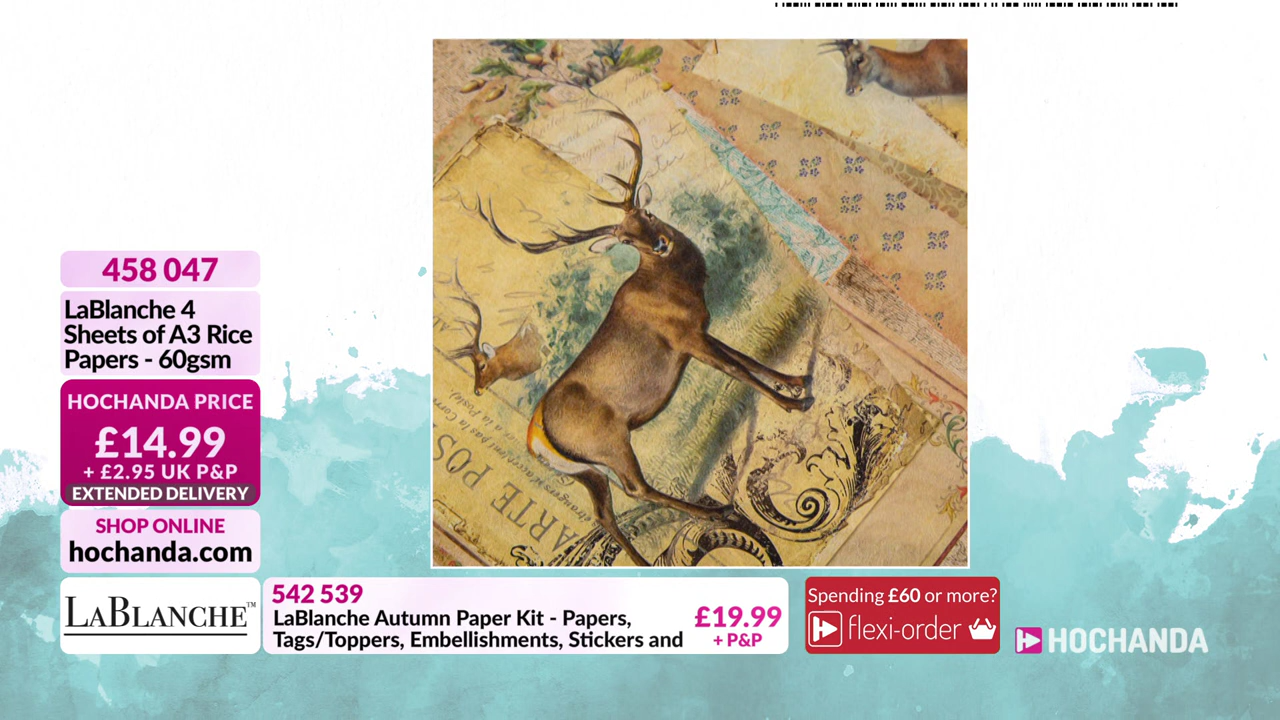 458 047
LaBlanche 4
Sheets of A3 Rice
Papers - 60gsm
HOCHANDA PRICE
£14.99
+ £2.95 UK P&P
EXTENDED DELIVERY
SHOP ONLINE
hochanda.com
LABLANCHE™
542 539
LaBlanche Autumn Paper Kit - Papers,
Tags/Toppers, Embellishments, Stickers and
£19.99
+ P&P
Spending £60 or more?
flexi-order
HOCHANDA
ARTE POS